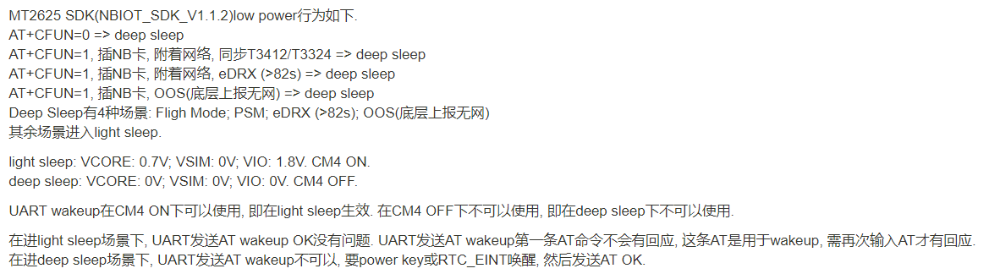 MT2625 SDK(NBIOT_SDK_V1.1.2)low power行为如下.
AT+CFUN=0 => deep sleep
AT+CFUN=1, 插NB卡, 附着网络, 同步T3412/T3324 => deep sleep
AT+CFUN=1, 插NB卡, 附着网络, eDRX (>82s) => deep sleep
AT+CFUN=1, 插NB卡, OOS(底层上报无网) => deep sleep
Deep Sleep有4种场景: Fligh Mode; PSM; eDRX (>82s); OOS(底层上报无网)
其余场景进入light sleep.
light sleep: VCORE: 0.7V; VSIM: 0V; VIO: 1.8V. CM4 ON.
deep sleep: VCORE: 0V; VSIM: 0V; VIO: 0V. CM4 OFF.
UART wakeup在CM4 ON下可以使用, 即在light sleep生效. 在CM4 OFF下不可以使用, 即在deep sleep下不可以使用.
在进light sleep场景下, UART发送AT wakeup OK没有问题. UART发送AT wakeup第一条AT命令不会有回应, 这条AT是用于wakeup, 需再次输入AT才有回应.
在进deep sleep场景下, UART发送AT wakeup不可以, 要power key或RTC_EINT唤醒, 然后发送AT OK.